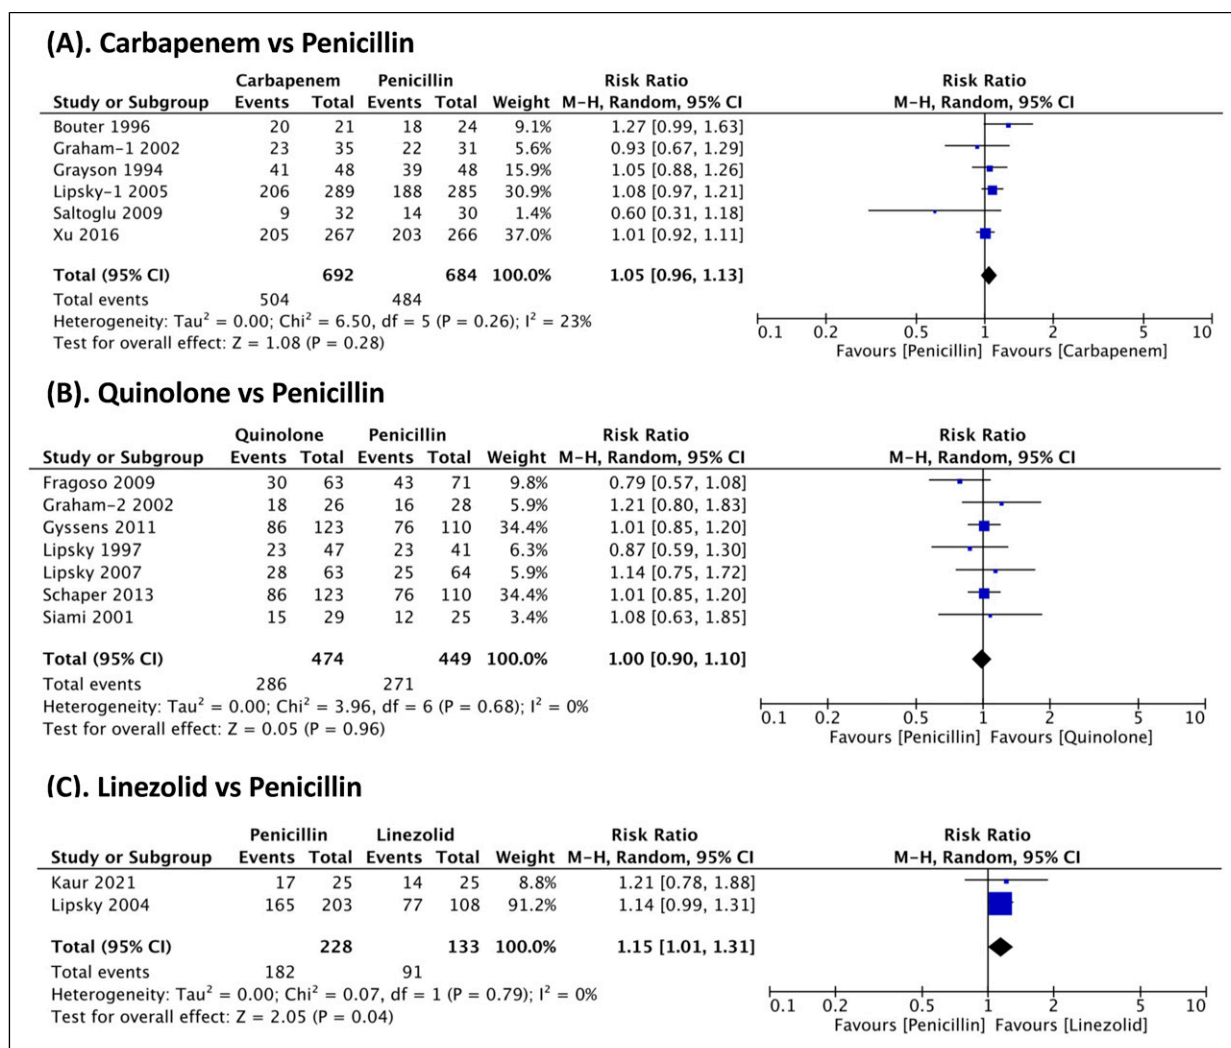 (A). Carbapenem vs Penicillin
Carbapenem Penicillin Risk Ratio Risk Ratio
Study or Subgroup Events Total Events Total Weight M-H, Random, 95% CI M-H, Random, 95% CI
Bouter 1996 20 21 18 24 9.1% 1.27 [0.99, 1.63]
Graham-1 2002 23 35 22 31 5.6% 0.93 [0.67, 1.29]
Grayson 1994 41 48 39 48 15.9% 1.05 [0.88, 1.26]
Lipsky-1 2005 206 289 188 285 30.9% 1.08 [0.97, 1.21]
Saltoglu 2009 9 32 14 30 1.4% 0.60 [0.31, 1.18]
Xu 2016 205 267 203 266 37.0% 1.01 [0.92, 1.11]
Total (95% CI) 692 684 100.0% 1.05 [0.96, 1.13]
Total events 504 484
Heterogeneity: Tau² = 0.00; Chi² = 6.50, df = 5 (P = 0.26); I² = 23%
Test for overall effect: Z = 1.08 (P = 0.28)
0.1 0.2 0.5 1 2 5 10
Favours [Penicillin] Favours [Carbapenem]
(B). Quinolone vs Penicillin
Quinolone Penicillin Risk Ratio Risk Ratio
Study or Subgroup Events Total Events Total Weight M-H, Random, 95% CI M-H, Random, 95% CI
Fragoso 2009 30 63 43 71 9.8% 0.79 [0.57, 1.08]
Graham-2 2002 18 26 16 28 5.9% 1.21 [0.80, 1.83]
Gyssens 2011 86 123 76 110 34.4% 1.01 [0.85, 1.20]
Lipsky 1997 23 47 23 41 6.3% 0.87 [0.59, 1.30]
Lipsky 2007 28 63 25 64 5.9% 1.14 [0.75, 1.72]
Schaper 2013 86 123 76 110 34.4% 1.01 [0.85, 1.20]
Siami 2001 15 29 12 25 3.4% 1.08 [0.63, 1.85]
Total (95% CI) 474 449 100.0% 1.00 [0.90, 1.10]
Total events 286 271
Heterogeneity: Tau² = 0.00; Chi² = 3.96, df = 6 (P = 0.68); I² = 0%
Test for overall effect: Z = 0.05 (P = 0.96)
0.1 0.2 0.5 1 2 5 10
Favours [Penicillin] Favours [Quinolone]
(C). Linezolid vs Penicillin
Penicillin Linezolid Risk Ratio Risk Ratio
Study or Subgroup Events Total Events Total Weight M-H, Random, 95% CI M-H, Random, 95% CI
Kaur 2021 17 25 14 25 8.8% 1.21 [0.78, 1.88]
Lipsky 2004 165 203 77 108 91.2% 1.14 [0.99, 1.31]
Total (95% CI) 228 133 100.0% 1.15 [1.01, 1.31]
Total events 182 91
Heterogeneity: Tau² = 0.00; Chi² = 0.07, df = 1 (P = 0.79); I² = 0%
Test for overall effect: Z = 2.05 (P = 0.04)
0.1 0.2 0.5 1 2 5 10
Favours [Penicillin] Favours [Linezolid]